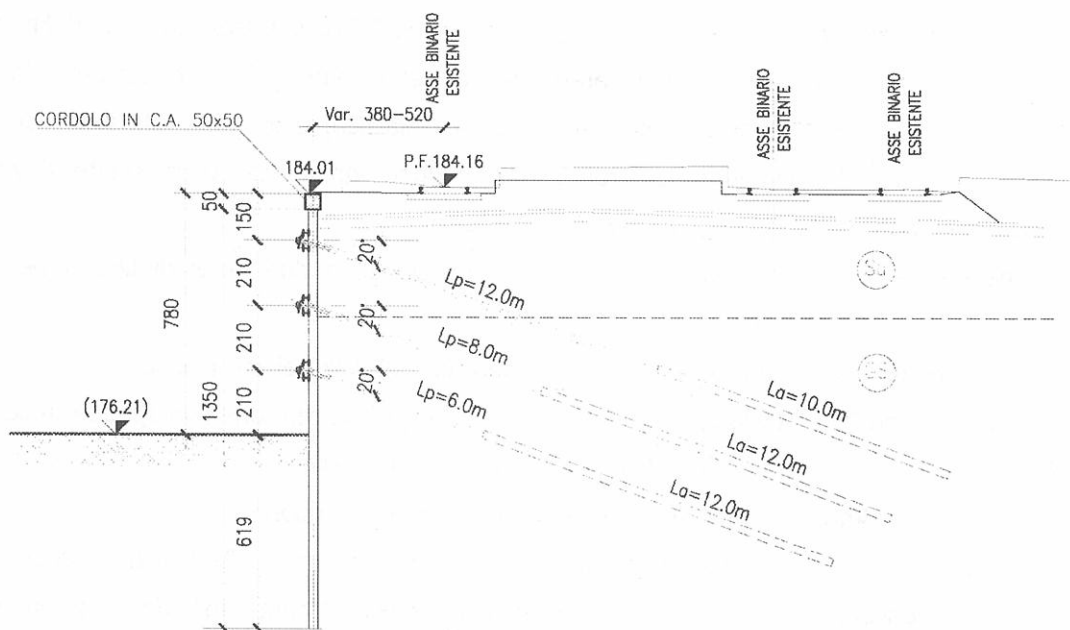 ASSE BINARIO
ESISTENTE
ASSE BINARIO
ESISTENTE
ASSE BINARIO
ESISTENTE
Var. 380-520
CORDOLO IN C.A. 50x50
184.01
P.F.184.16
50
150
210
210
210
780
1350
619
20°
20°
20°
Lp=12.0m
Lp=8.0m
Lp=6.0m
La=10.0m
La=12.0m
La=12.0m
(176.21)